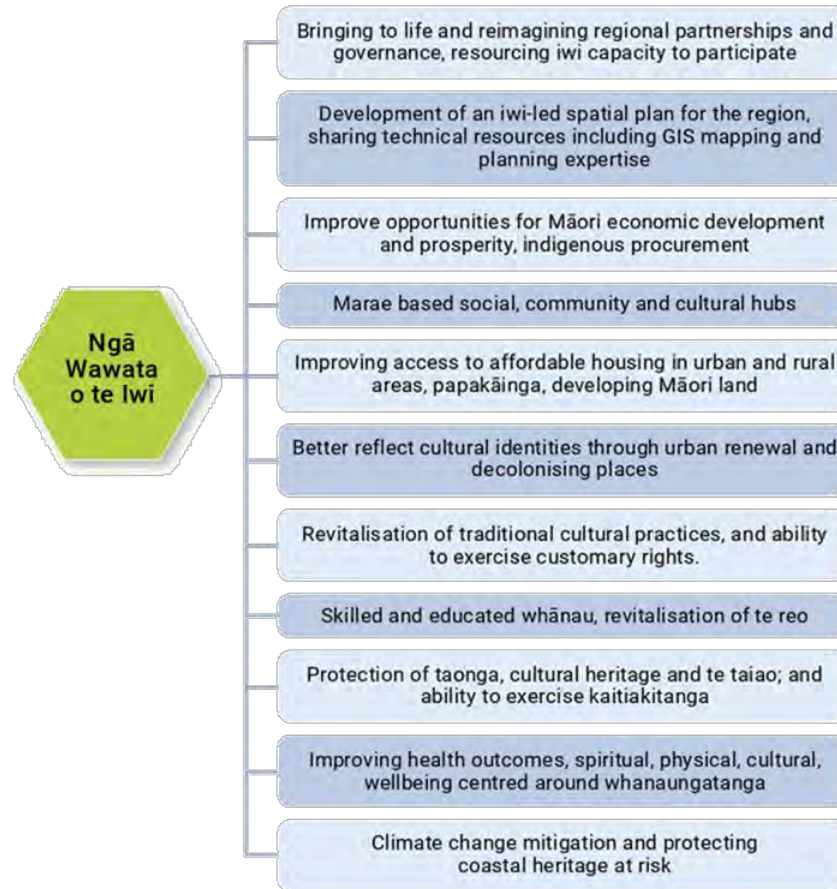 Ngā
Wawata
o te Iwi
Bringing to life and reimagining regional partnerships and
governance, resourcing iwi capacity to participate
Development of an iwi-led spatial plan for the region,
sharing technical resources including GIS mapping and
planning expertise
Improve opportunities for Māori economic development
and prosperity, indigenous procurement
Marae based social, community and cultural hubs
Improving access to affordable housing in urban and rural
areas, papakāinga, developing Māori land
Better reflect cultural identities through urban renewal and
decolonising places
Revitalisation of traditional cultural practices, and ability
to exercise customary rights.
Skilled and educated whānau, revitalisation of te reo
Protection of taonga, cultural heritage and te taiao; and
ability to exercise kaitiakitanga
Improving health outcomes, spiritual, physical, cultural,
wellbeing centred around whanaungatanga
Climate change mitigation and protecting
coastal heritage at risk